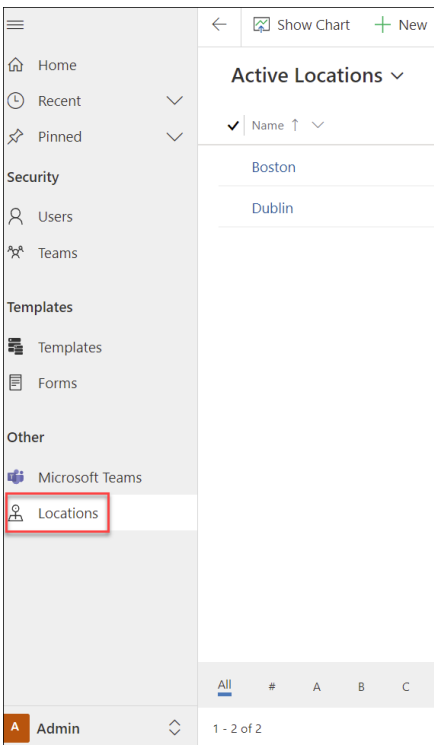 Home
Recent
Pinned
Security
Users
Teams
Templates
Templates
Forms
Other
Microsoft Teams
Locations
A Admin
Show Chart New
Active Locations
Name
Boston
Dublin
All # A B C
1 - 2 of 2